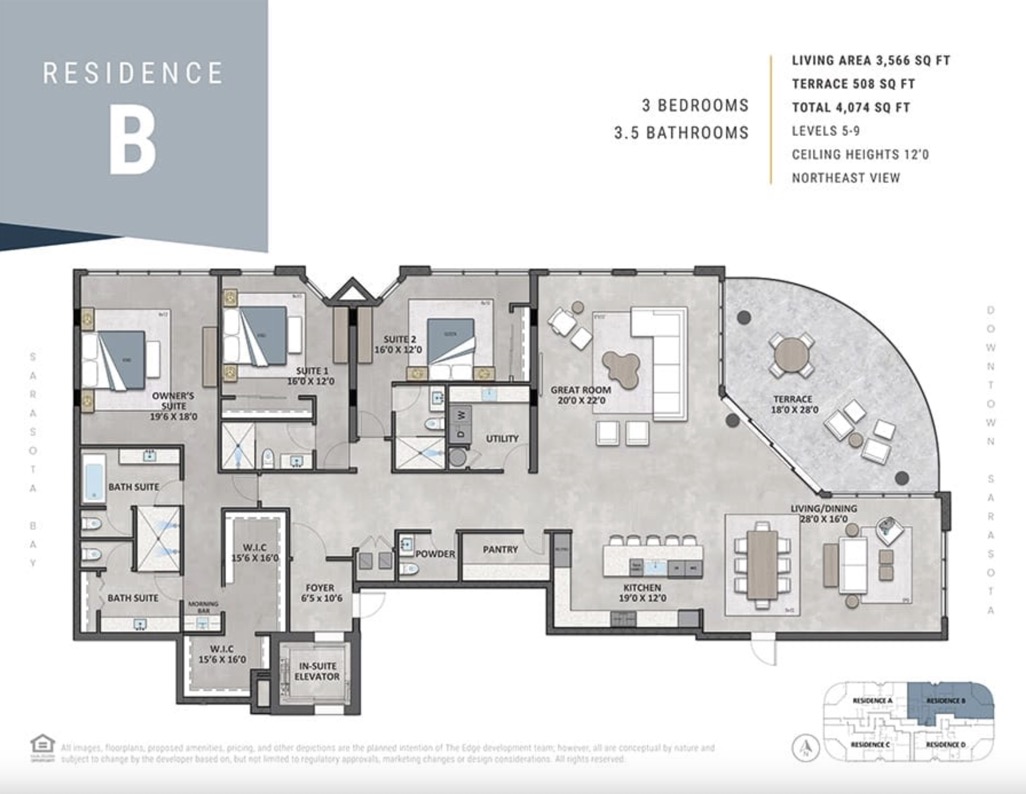 RESIDENCE
B
3 BEDROOMS
3.5 BATHROOMS
LIVING AREA 3,566 SQ FT
TERRACE 508 SQ FT
TOTAL 4,074 SQ FT
LEVELS 5-9
CEILING HEIGHTS 12'0
NORTHEAST VIEW
SARASOTA BAY
DOWNTOWN SARASOTA
OWNER'S
SUITE
19'6 X 18'0
SUITE 1
16'0 X 12'0
SUITE 2
16'0 X 12'0
GREAT ROOM
20'0 X 22'0
TERRACE
18'0 X 28'0
D W
UTILITY
BATH SUITE
LIVING/DINING
28'0 X 16'0
W.I.C
15'6 X 16'0
POWDER
PANTRY
KITCHEN
19'0 X 12'0
FOYER
6'5 x 10'6
BATH SUITE
MORNING
BAR
W.I.C
15'6 X 16'0
IN-SUITE
ELEVATOR
RESIDENCE A
RESIDENCE B
RESIDENCE C
RESIDENCE D
N
All images, floorplans, proposed amenities, pricing, and other depictions are the planned intention of The Edge development team; however, all are conceptual by nature and
subject to change by the developer based on, but not limited to regulatory approvals, marketing changes or design considerations. All rights reserved.